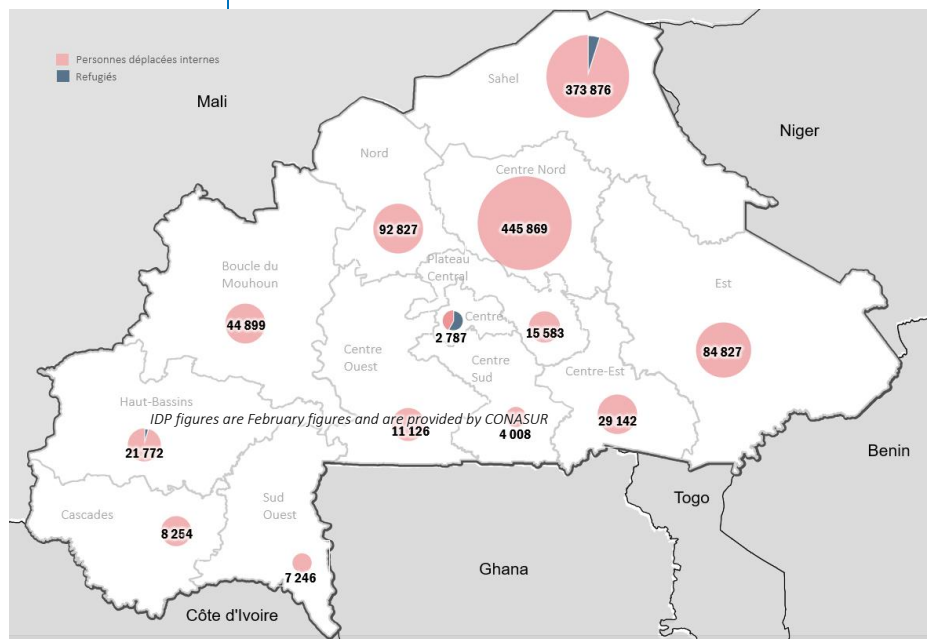 Personnes déplacées internes
Refugiés
Mali
Sahel
373 876
Niger
Nord
Centre Nord
92 827
445 869
Boucle du
Mouhoun
Plateau
Central
Est
44 899
Centre
2 787
15 583
Centre
Ouest
Centre
Sud
Centre-Est
84 827
Haut-Bassins
IDP figures are February figures and are provided by CONASUR
11 126
4 008
29 142
21 772
Benin
Togo
Cascades
Sud
Ouest
8 254
7 246
Ghana
Côte d'Ivoire